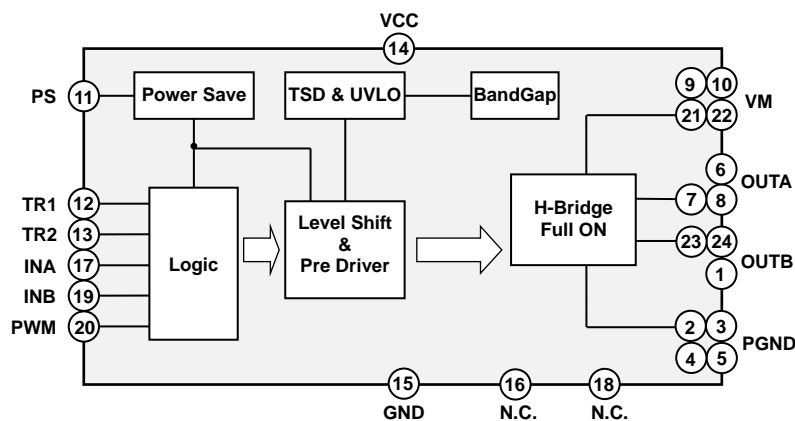 VCC
14
PS
11
Power Save
TSD & UVLO
BandGap
9
10
VM
21
22
6
OUTA
7
8
H-Bridge
Full ON
23
24
OUTB
1
TR1
12
TR2
13
INA
17
INB
19
PWM
20
Logic
Level Shift
&
Pre Driver
2
3
PGND
4
5
15
GND
16
N.C.
18
N.C.